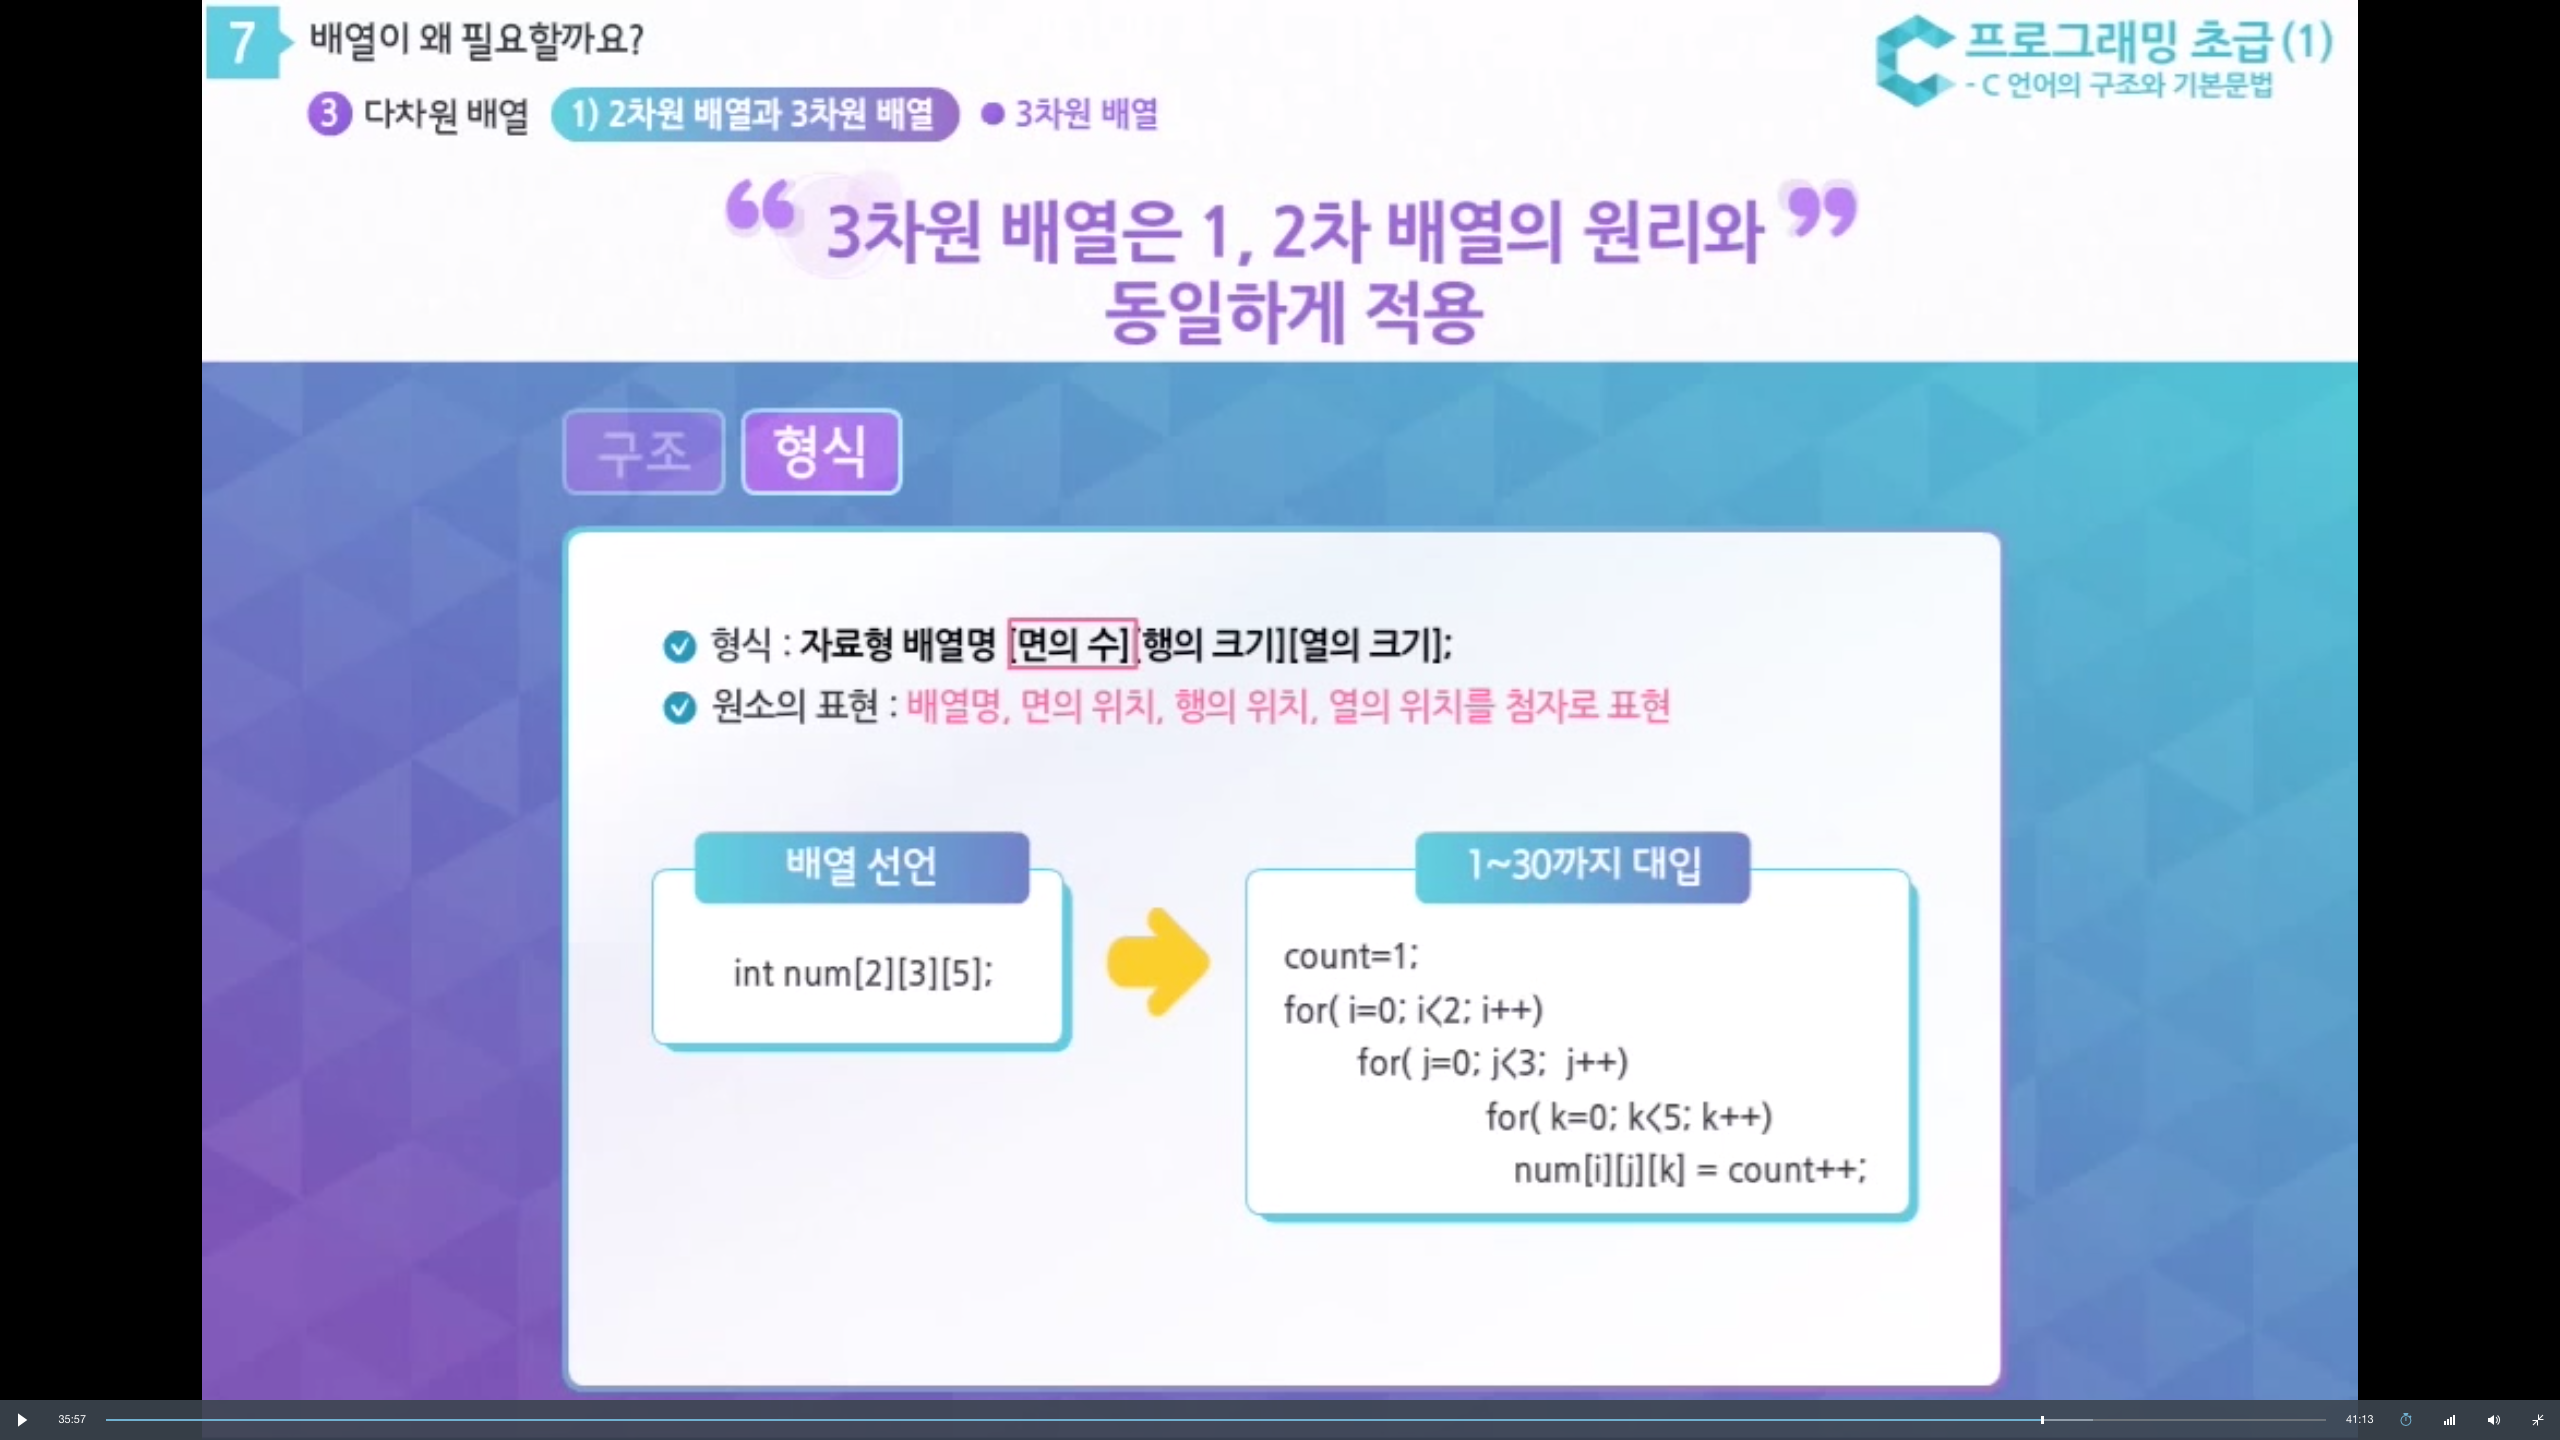 7 배열이 왜 필요할까요?
프로그래밍 초급(1)
- C 언어의 구조와 기본문법
3 다차원 배열 1) 2차원 배열과 3차원 배열 ● 3차원 배열
“ 3차원 배열은 1, 2차 배열의 원리와 ”
동일하게 적용
구조 형식
형식 : 자료형 배열명 [면의 수][행의 크기][열의 크기];
원소의 표현 : 배열명, 면의 위치, 행의 위치, 열의 위치를 첨자로 표현
배열 선언
int num[2][3][5];
1~30까지 대입
count=1;
for( i=0; i<2; i++)
for( j=0; j<3; j++)
for( k=0; k<5; k++)
num[i][j][k] = count++;
35:57 41:13